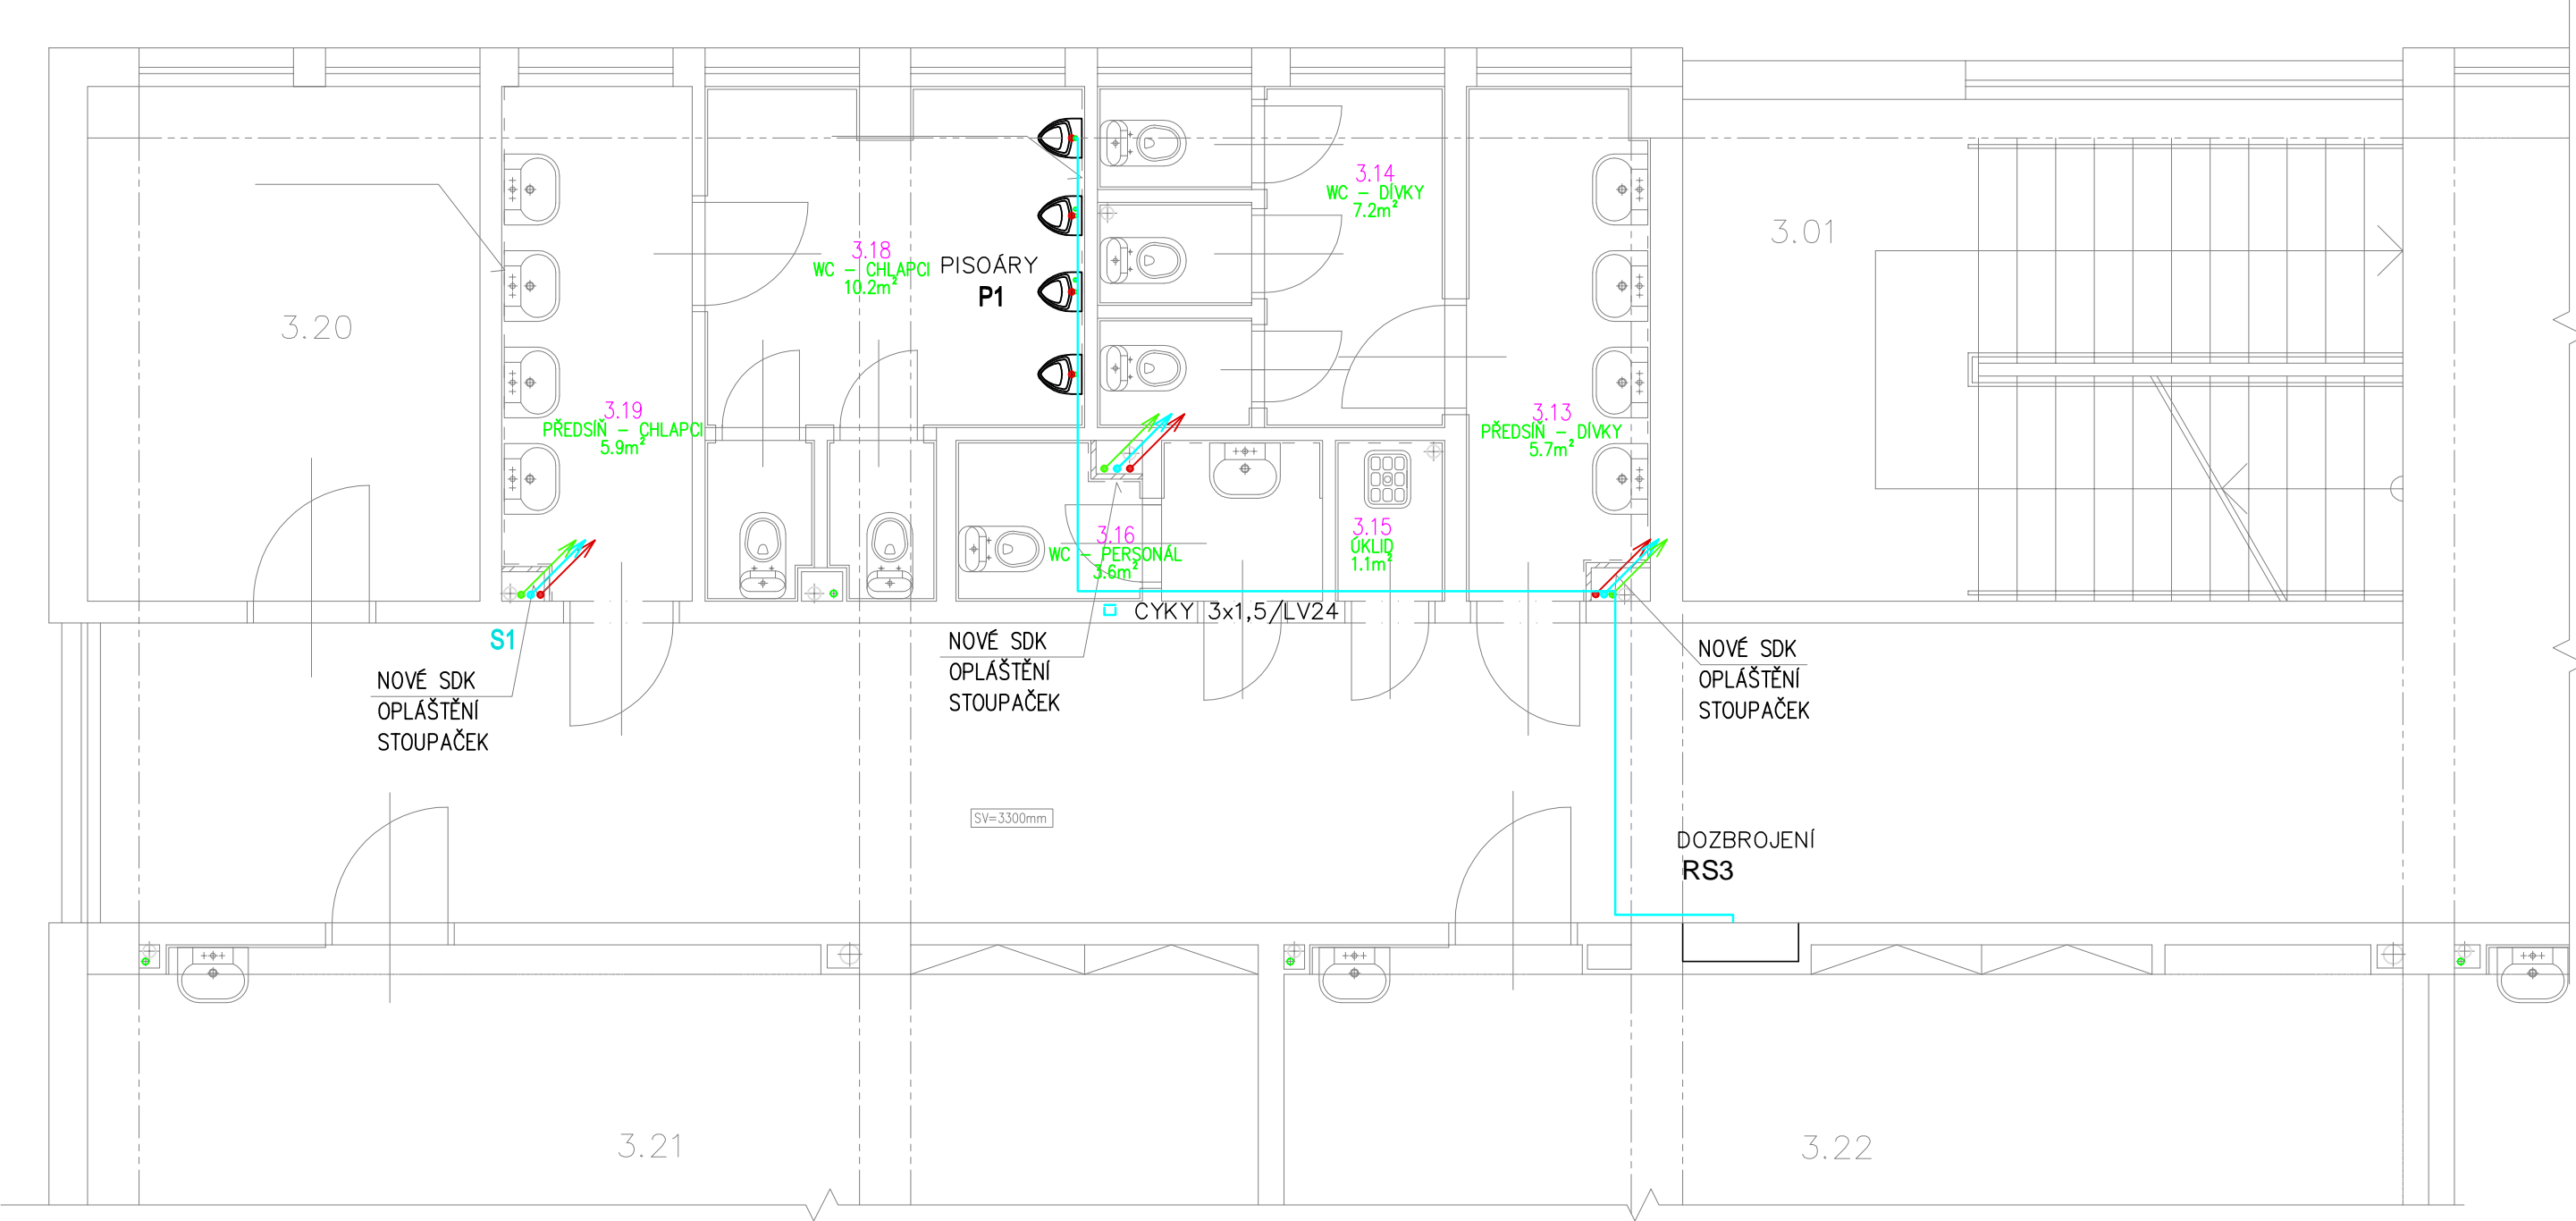 3.14
WC – DÍVKY
7.2m²
3.01
3.18
WC – CHLAPCI
10.2m²
PISOÁRY
P1
3.20
3.19
PŘEDSÍŇ – CHLAPCI
5.9m²
3.13
PŘEDSÍŇ – DÍVKY
5.7m²
3.16
WC – PERSONÁL
3.6m²
3.15
ÚKLID
1.1m²
CYKY 3x1,5/LV24
S1
NOVÉ SDK
OPLÁŠTĚNÍ
STOUPAČEK
NOVÉ SDK
OPLÁŠTĚNÍ
STOUPAČEK
NOVÉ SDK
OPLÁŠTĚNÍ
STOUPAČEK
SV=3300mm
DOZBROJENÍ
RS3
3.21
3.22